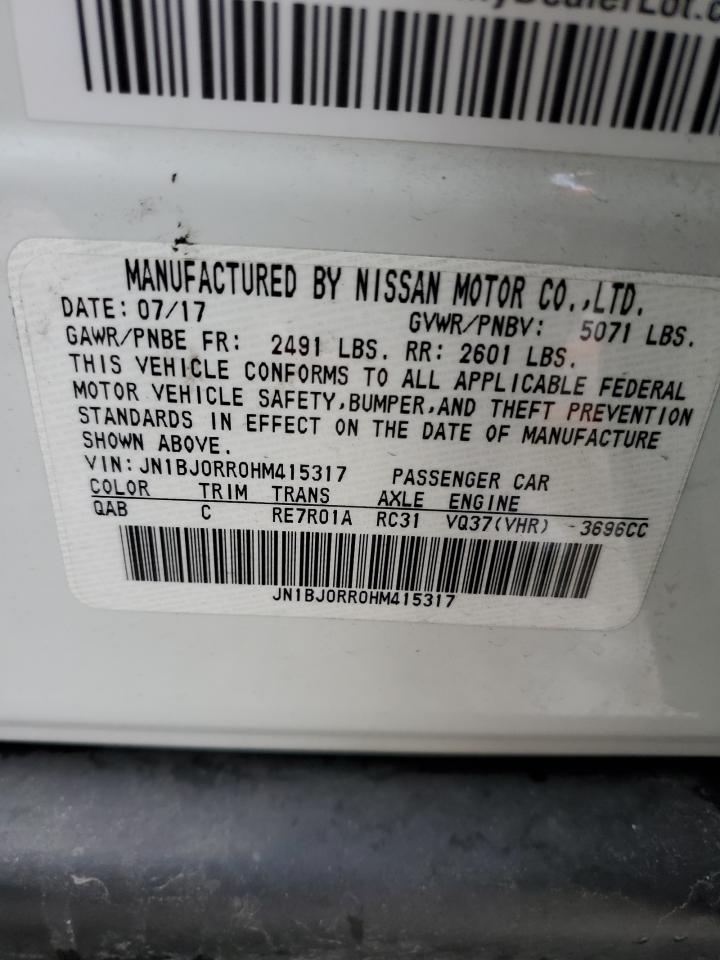 MANUFACTURED BY NISSAN MOTOR CO.,LTD.
DATE: 07/17 GVWR/PNBV: 5071 LBS.
GAWR/PNBE FR: 2491 LBS. RR: 2601 LBS.
THIS VEHICLE CONFORMS TO ALL APPLICABLE FEDERAL
MOTOR VEHICLE SAFETY,BUMPER,AND THEFT PREVENTION
STANDARDS IN EFFECT ON THE DATE OF MANUFACTURE
SHOWN ABOVE.
VIN: JN1BJ0RR0HM415317 PASSENGER CAR
COLOR TRIM TRANS AXLE ENGINE
QAB C RE7R01A RC31 VQ37(VHR) -3696CC
JN1BJ0RR0HM415317